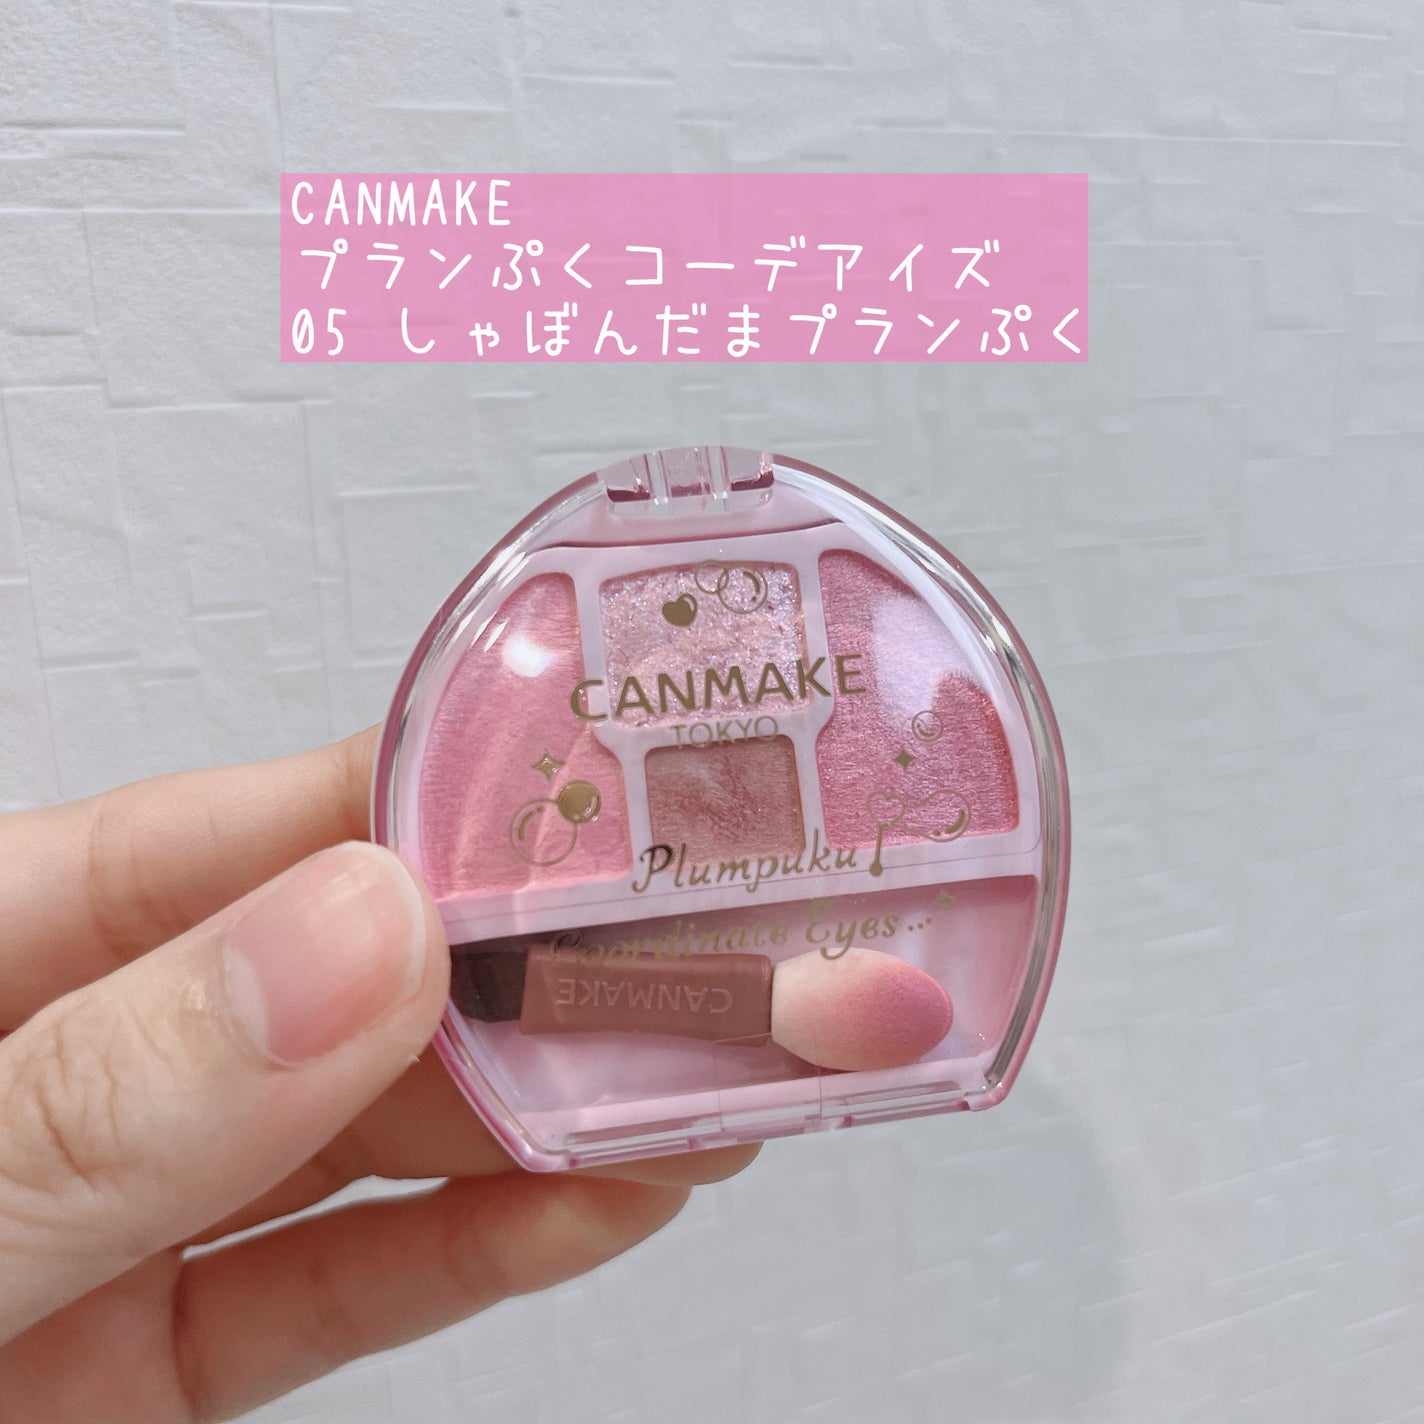 CANMAKE
プランぷくコーデアイズ
05 しゃぼんだまプランぷく
CANMAKE
TOKYO
Plumpuku
Coordinate Eyes...
CANMAKE